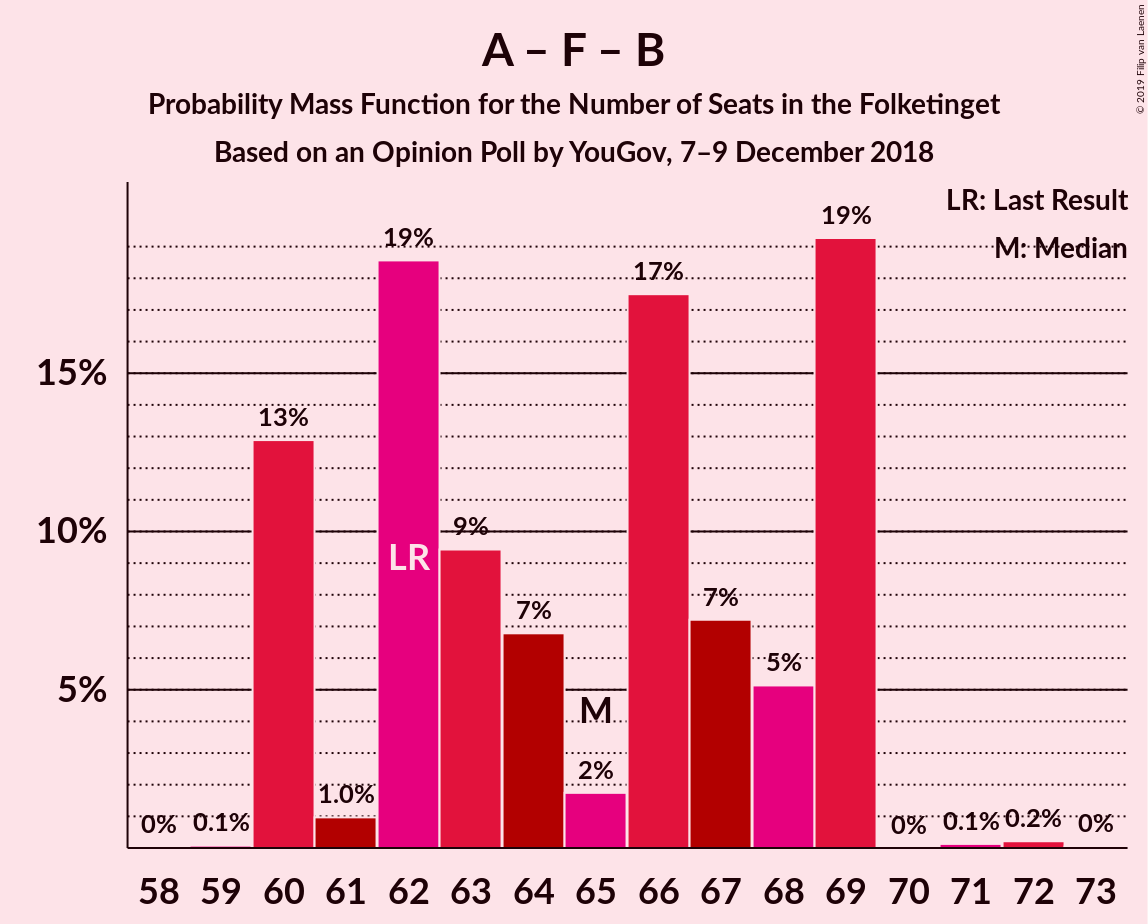 A – F – B
Probability Mass Function for the Number of Seats in the Folketinget
Based on an Opinion Poll by YouGov, 7–9 December 2018
© 2019 Filip van Laenen
LR: Last Result
M: Median
15%
10%
5%
0%
0.1%
13%
1.0%
19%
9%
7%
2%
17%
7%
5%
19%
0%
0.1%
0.2%
0%
LR
M
58 59 60 61 62 63 64 65 66 67 68 69 70 71 72 73